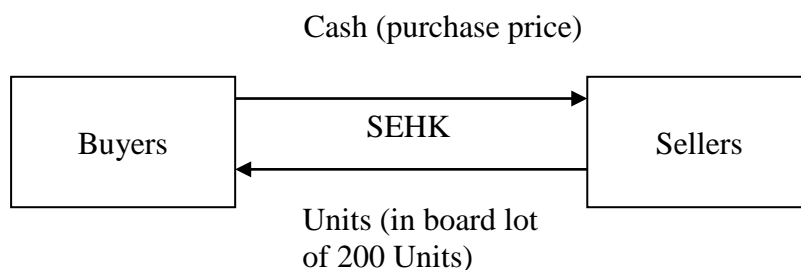 Cash (purchase price)
Buyers
SEHK
Sellers
Units (in board lot
of 200 Units)